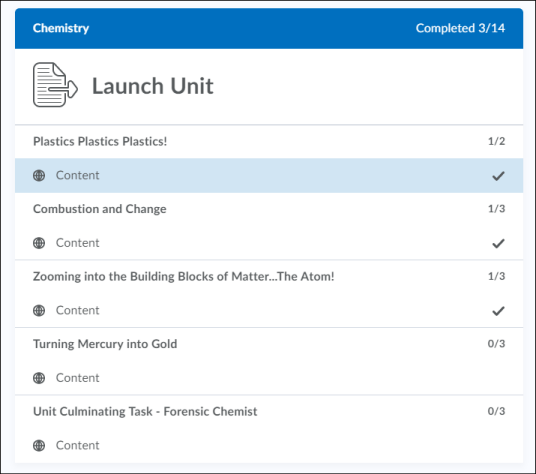 Chemistry Completed 3/14
Launch Unit
Plastics Plastics Plastics! 1/2
Content
Combustion and Change 1/3
Content
Zooming into the Building Blocks of Matter...The Atom! 1/3
Content
Turning Mercury into Gold 0/3
Content
Unit Culminating Task - Forensic Chemist 0/3
Content